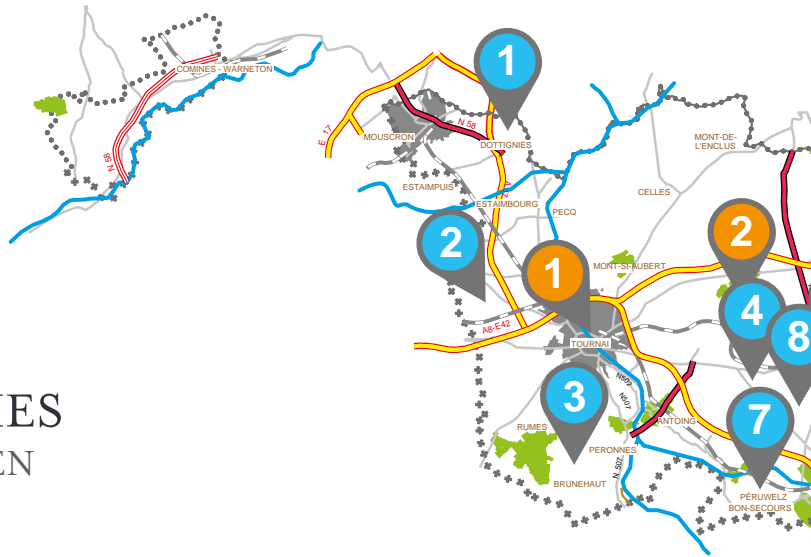 COMINES - WARNETON
N 58
E 17
MOUSCRON
N 58
1
DOTTIGNIES
MONT-DE-
L'ENCLUS
ESTAIMPUIS
ESTAIMBOURG
PECQ
CELLES
2
1
MONT-St-AUBERT
2
A8-E42
TOURNAI
4
8
N502
N507
3
RUMES
ANTOING
7
PERONNES
N 507
BRUNEHAUT
PÉRUWELZ
BON-SECOURS